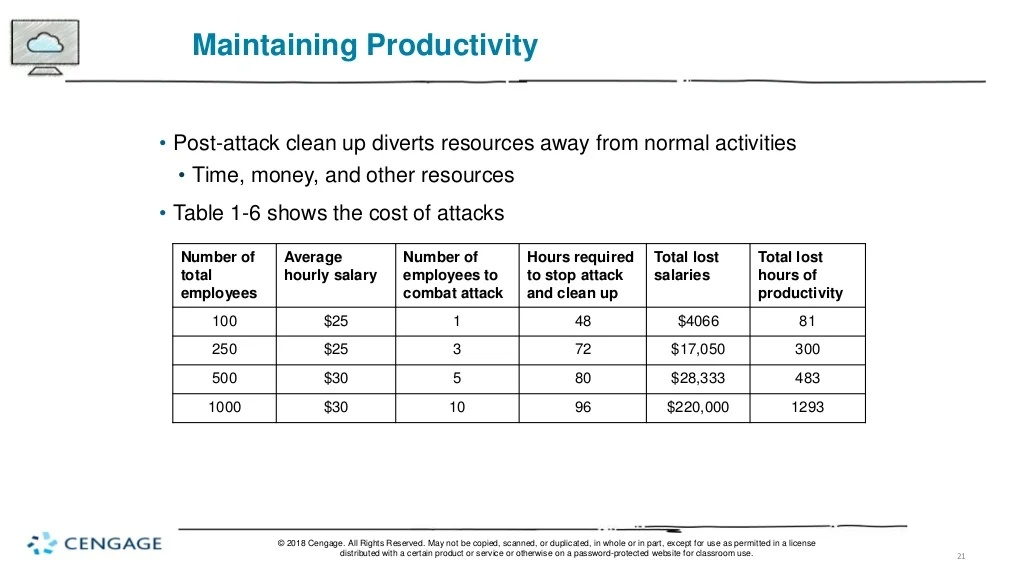 Maintaining Productivity
• Post-attack clean up diverts resources away from normal activities
• Time, money, and other resources
• Table 1-6 shows the cost of attacks
Number of total employees | Average hourly salary | Number of employees to combat attack | Hours required to stop attack and clean up | Total lost salaries | Total lost hours of productivity
100 | $25 | 1 | 48 | $4066 | 81
250 | $25 | 3 | 72 | $17,050 | 300
500 | $30 | 5 | 80 | $28,333 | 483
1000 | $30 | 10 | 96 | $220,000 | 1293
CENGAGE
© 2018 Cengage. All Rights Reserved. May not be copied, scanned, or duplicated, in whole or in part, except for use as permitted in a license
distributed with a certain product or service or otherwise on a password-protected website for classroom use.
21